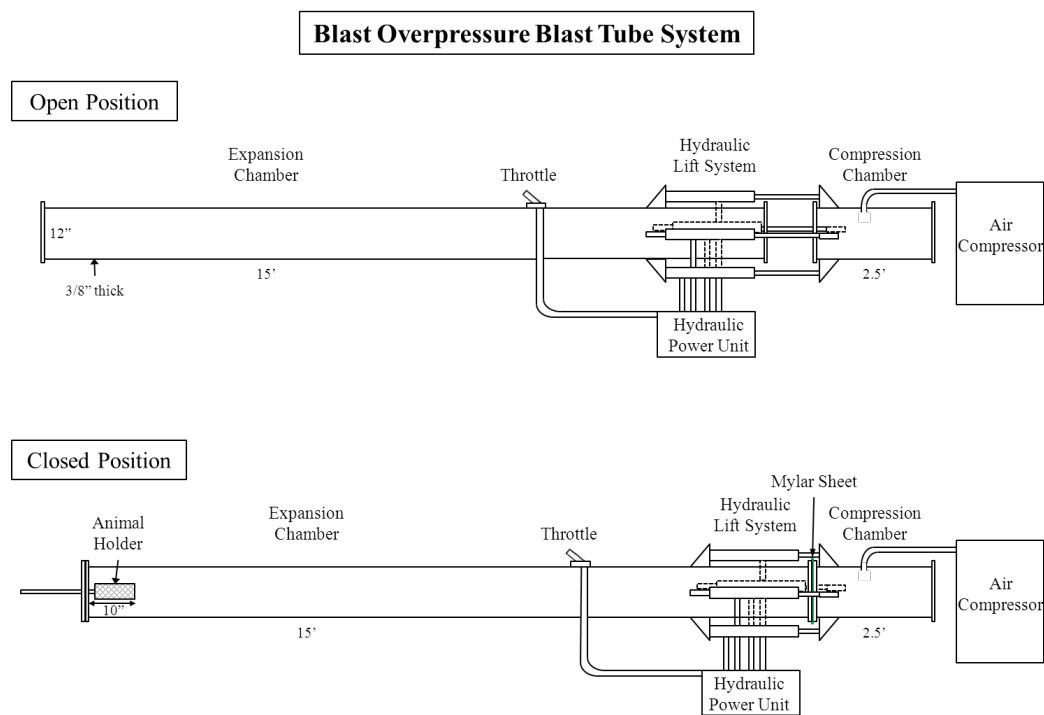 Blast Overpressure Blast Tube System
Open Position
Expansion
Chamber
Throttle
Hydraulic
Lift System
Compression
Chamber
12”
Air
Compressor
3/8” thick
15’
2.5’
Hydraulic
Power Unit
Closed Position
Mylar Sheet
Animal
Holder
Expansion
Chamber
Throttle
Hydraulic
Lift System
Compression
Chamber
Air
Compressor
10”
15’
2.5’
Hydraulic
Power Unit